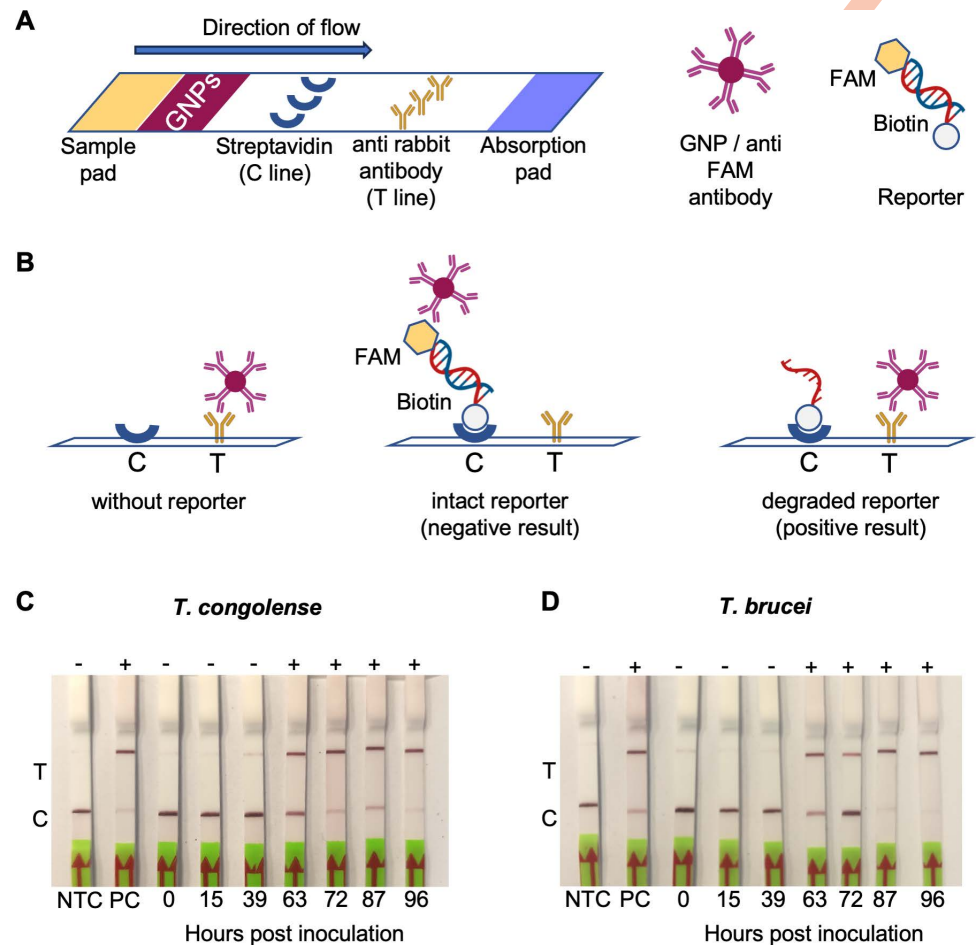 A
Direction of flow
GNPs
Sample
pad
Streptavidin
(C line)
anti rabbit
antibody
(T line)
Absorption
pad
GNP / anti
FAM
antibody
FAM
Biotin
Reporter
B
C T
without reporter
FAM
Biotin
C T
intact reporter
(negative result)
C T
degraded reporter
(positive result)
C
T. congolense
- + - - - + + + +
T
C
NTC PC 0 15 39 63 72 87 96
Hours post inoculation
D
T. brucei
- + - - - + + + +
T
C
NTC PC 0 15 39 63 72 87 96
Hours post inoculation